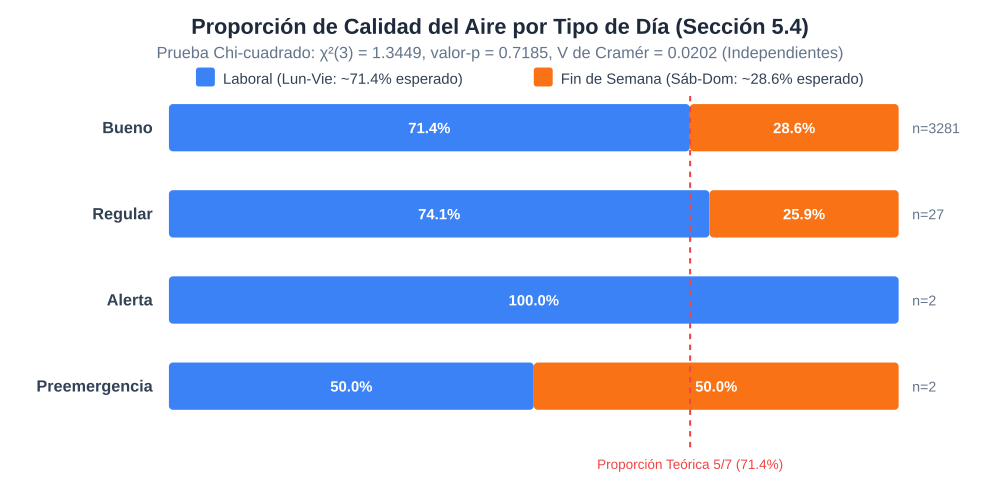 Proporción de Calidad del Aire por Tipo de Día (Sección 5.4)
Prueba Chi-cuadrado: χ²(3) = 1.3449, valor-p = 0.7185, V de Cramér = 0.0202 (Independientes)
Laboral (Lun-Vie: ~71.4% esperado) Fin de Semana (Sáb-Dom: ~28.6% esperado)
Bueno 71.4% 28.6% n=3281
Regular 74.1% 25.9% n=27
Alerta 100.0% n=2
Preemergencia 50.0% 50.0% n=2
Proporción Teórica 5/7 (71.4%)